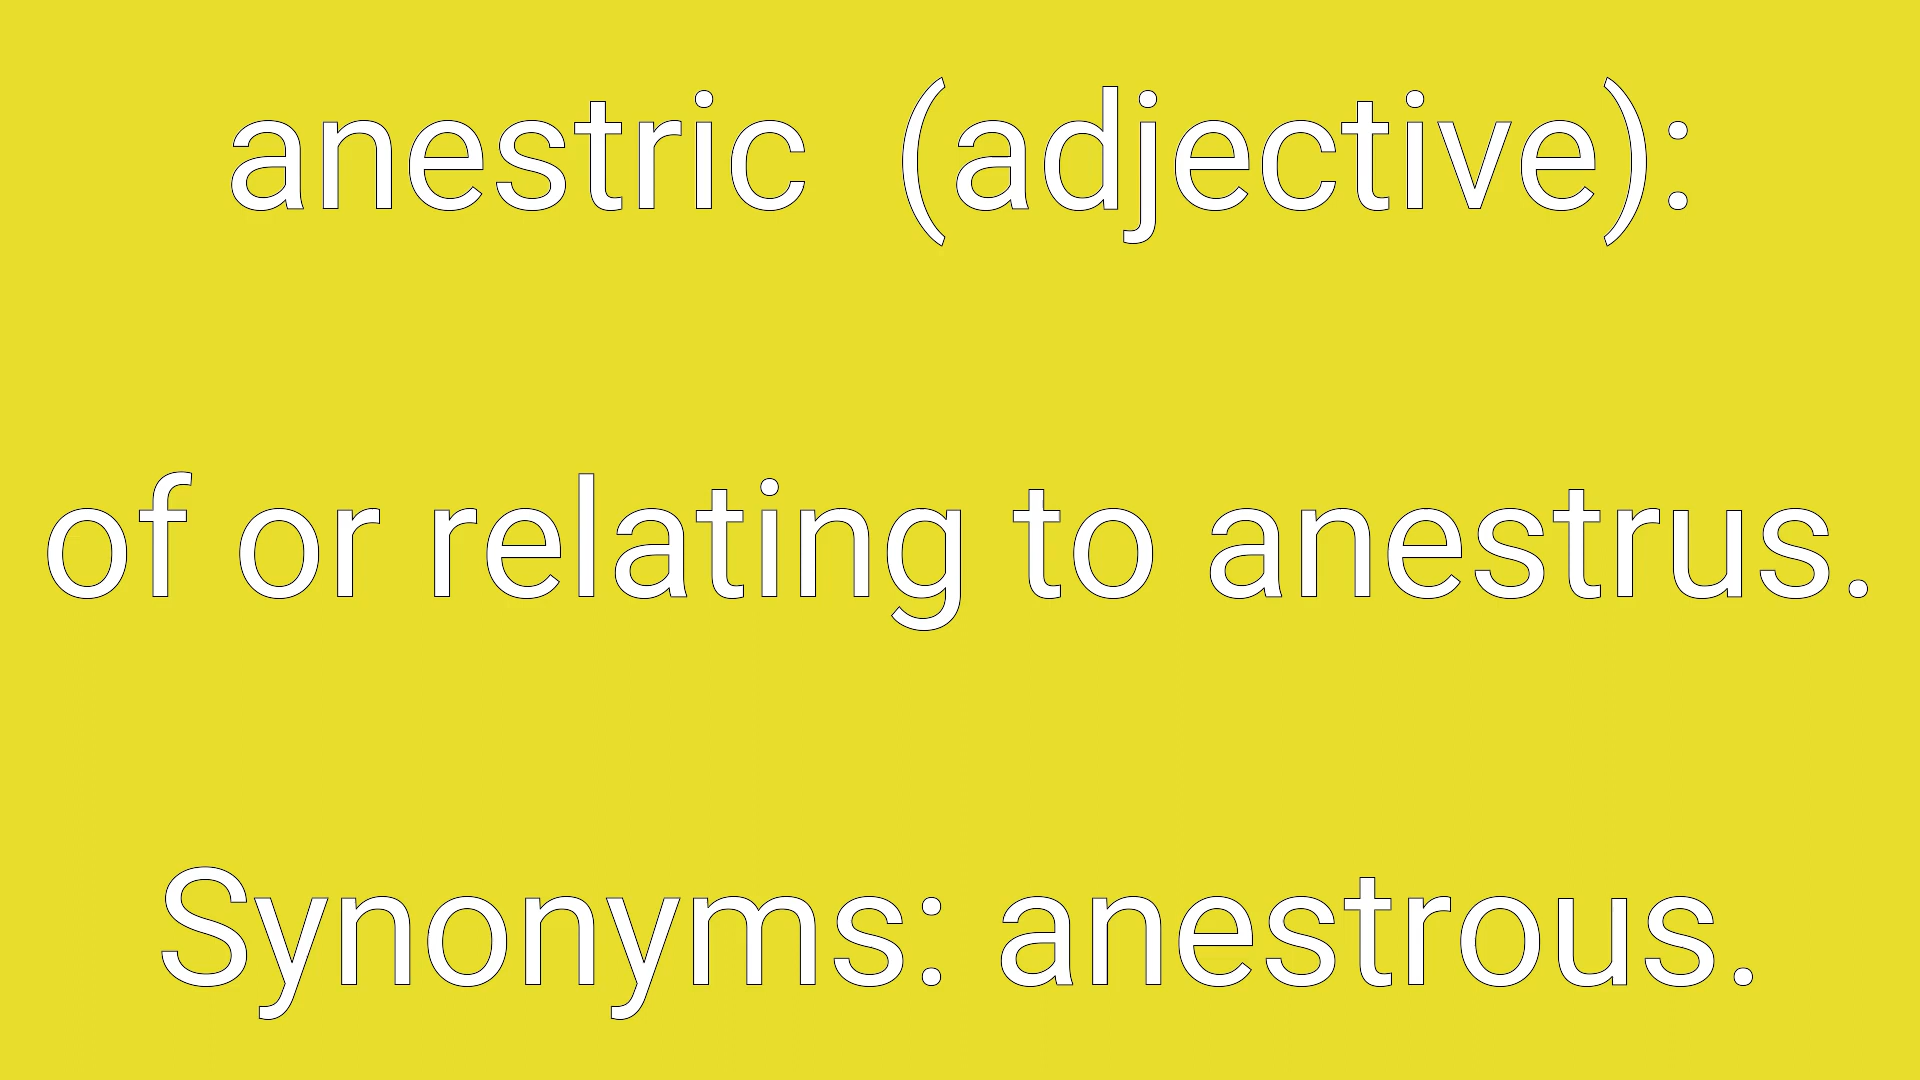 anestric  (adjective):
of or relating to anestrus.
Synonyms: anestrous.